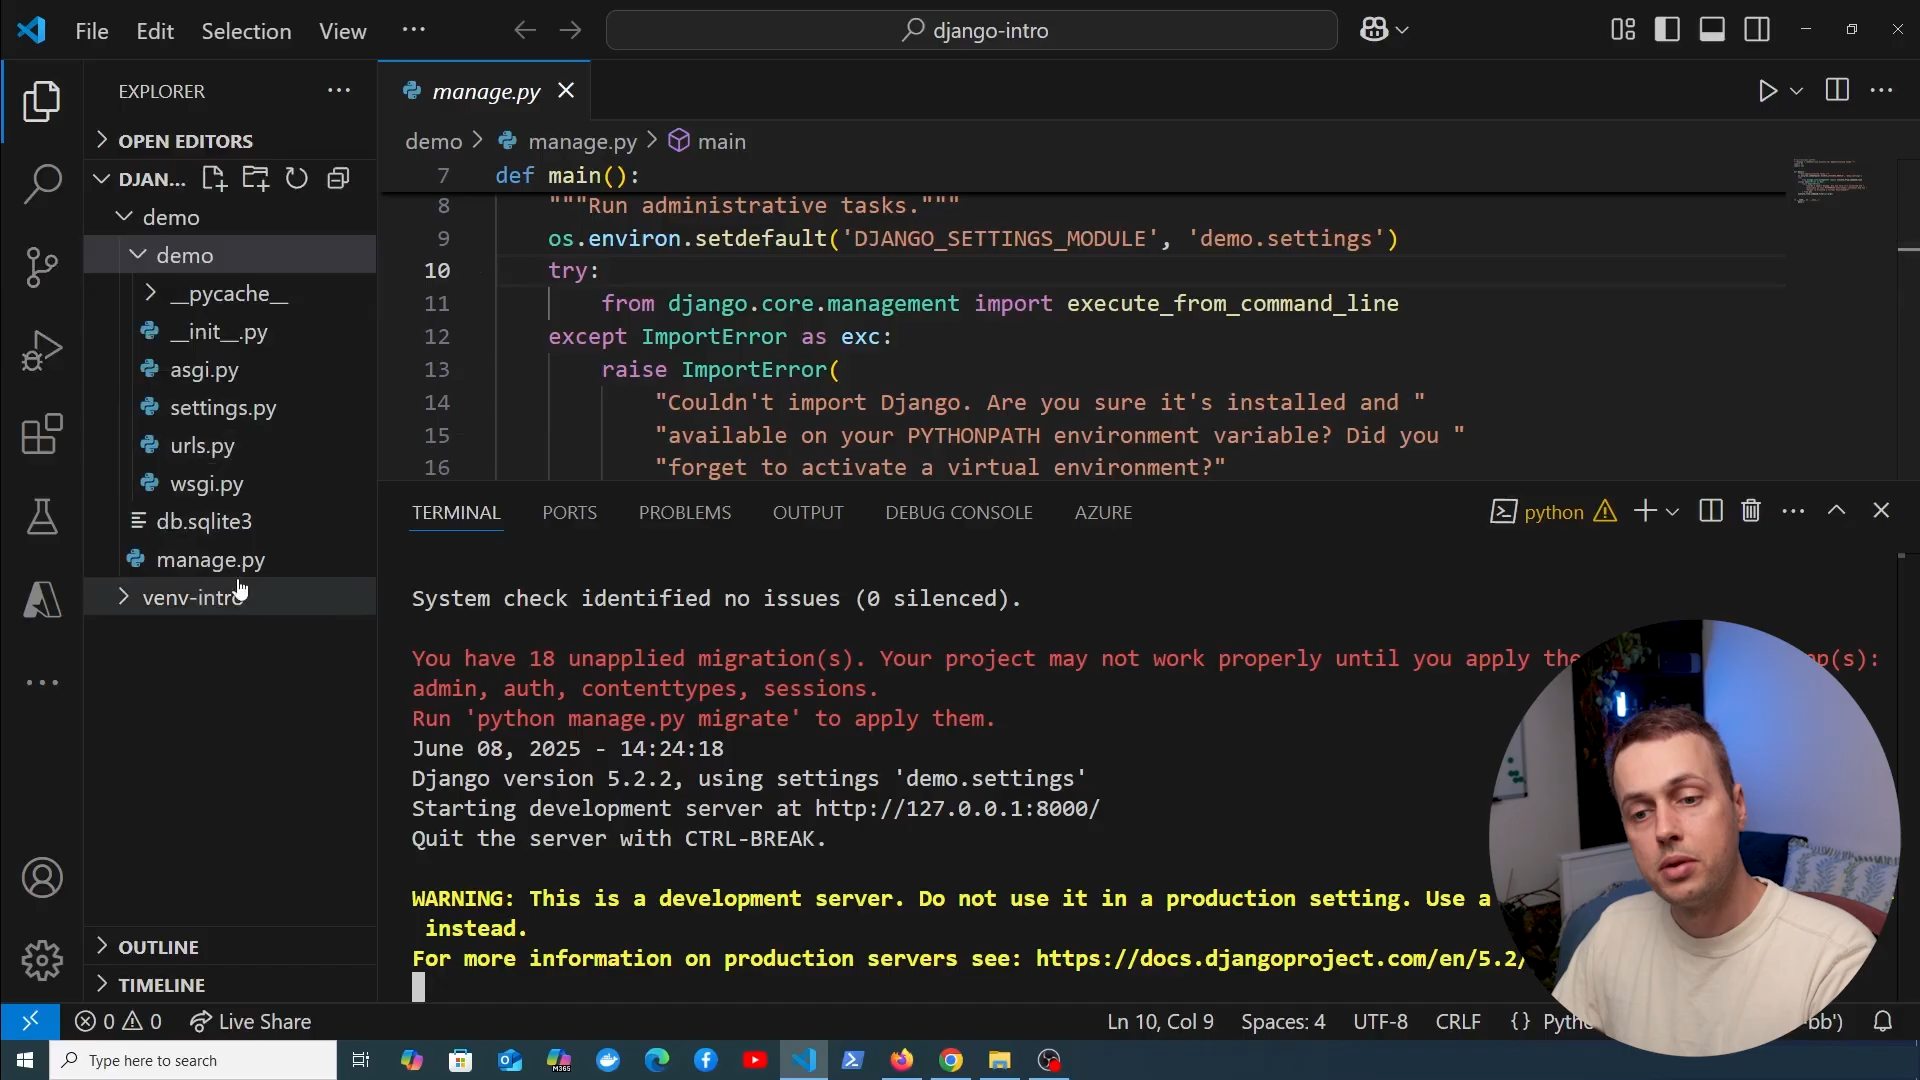 File Edit Selection View ...
django-intro
EXPLORER
OPEN EDITORS
DJAN...
demo
demo
__pycache__
__init__.py
asgi.py
settings.py
urls.py
wsgi.py
db.sqlite3
manage.py
venv-intro
OUTLINE
TIMELINE
manage.py
demo > manage.py > main
7 def main():
8 """Run administrative tasks."""
9 os.environ.setdefault('DJANGO_SETTINGS_MODULE', 'demo.settings')
10 try:
11 from django.core.management import execute_from_command_line
12 except ImportError as exc:
13 raise ImportError(
14 "Couldn't import Django. Are you sure it's installed and "
15 "available on your PYTHONPATH environment variable? Did you "
16 "forget to activate a virtual environment?"
TERMINAL PORTS PROBLEMS OUTPUT DEBUG CONSOLE AZURE
python
System check identified no issues (0 silenced).
You have 18 unapplied migration(s). Your project may not work properly until you apply the p(s):
admin, auth, contenttypes, sessions.
Run 'python manage.py migrate' to apply them.
June 08, 2025 - 14:24:18
Django version 5.2.2, using settings 'demo.settings'
Starting development server at http://127.0.0.1:8000/
Quit the server with CTRL-BREAK.
WARNING: This is a development server. Do not use it in a production setting. Use a
instead.
For more information on production servers see: https://docs.djangoproject.com/en/5.2/
0 0 Live Share
Ln 10, Col 9 Spaces: 4 UTF-8 CRLF {} Pyth bb')
Type here to search
M365